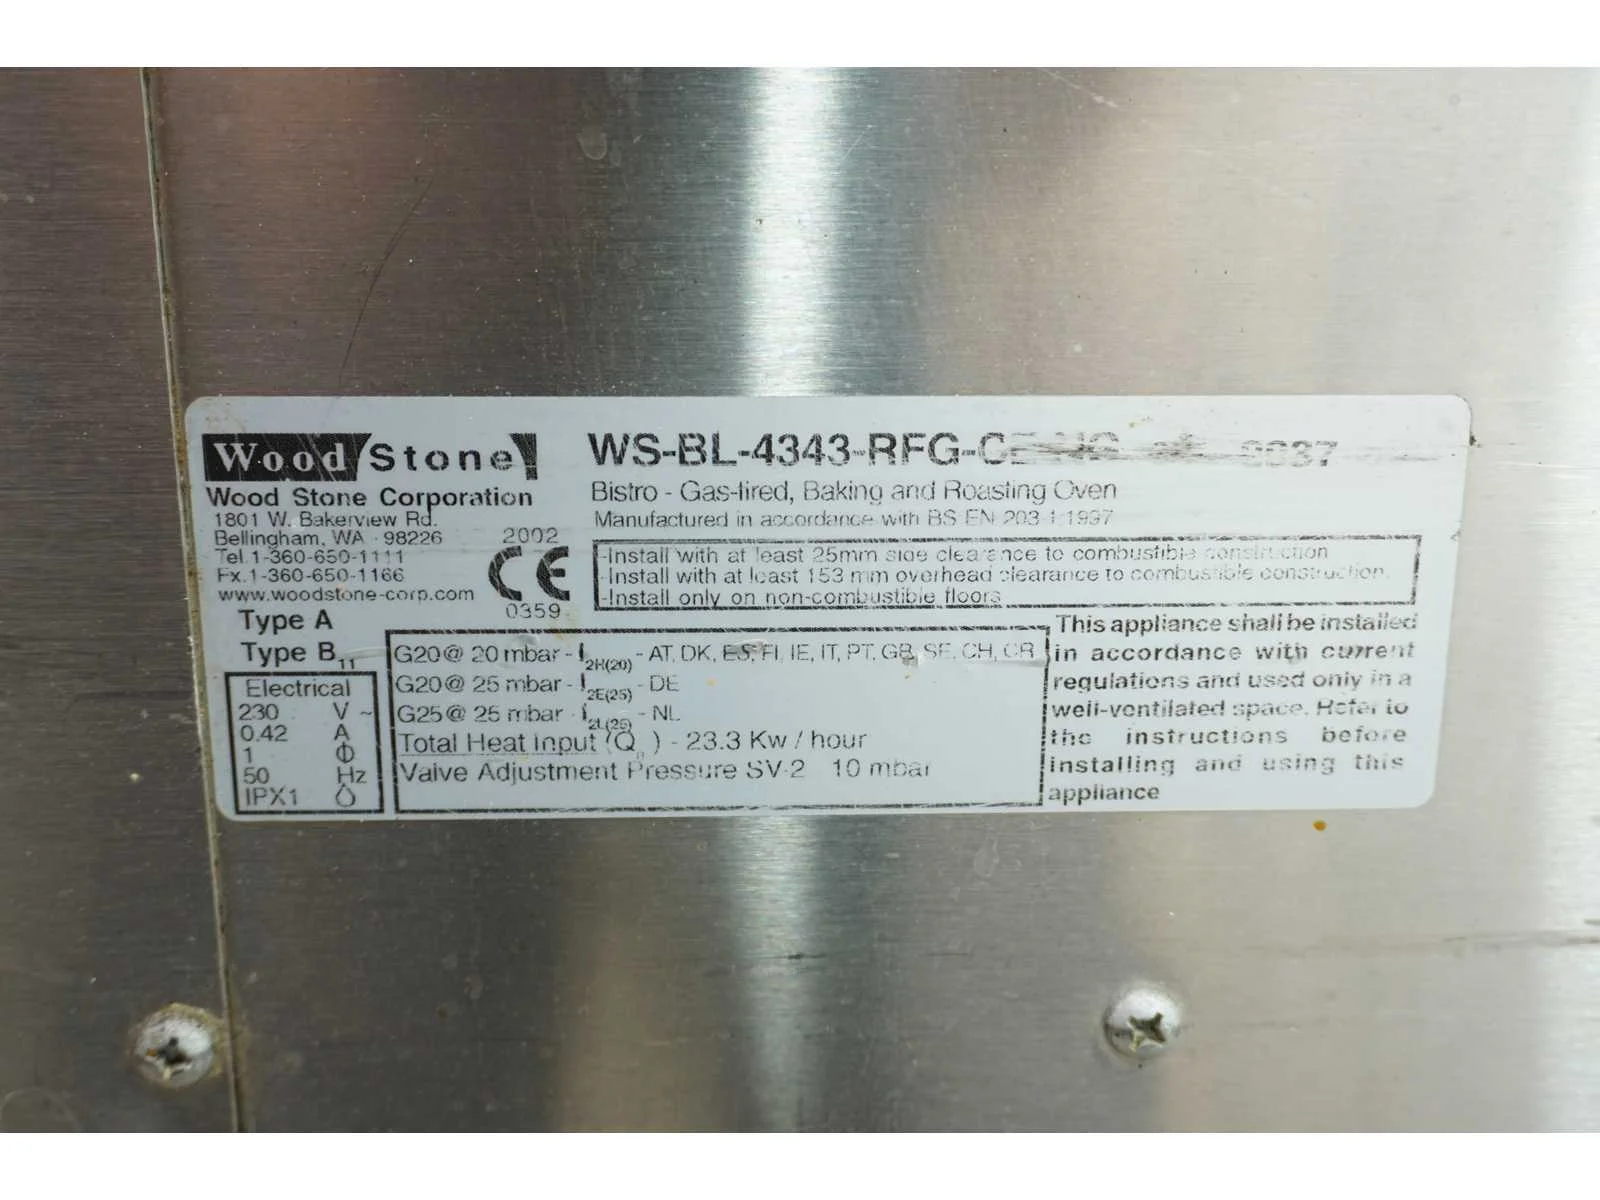 Wood Stone
Wood Stone Corporation
1801 W. Bakerview Rd.
Bellingham, WA 98226
Tel.1-360-650-1111
Fx.1-360-650-1166
www.woodstone-corp.com
2002
CE
0359
Type A
Type B11
Electrical
230 V ~
0.42 A
1 Φ
50 Hz
IPX1
WS-BL-4343-RFG-CE-NG
Bistro - Gas-fired, Baking and Roasting Oven
Manufactured in accordance with BS EN 203-1:1997
-Install with at least 25mm side clearance to combustible construction
-Install with at least 153 mm overhead clearance to combustible construction.
-Install only on non-combustible floors
G20@ 20 mbar - I2H(20) - AT, DK, ES, FI, IE, IT, PT, GB, SE, CH, GR
G20@ 25 mbar - I2E(25) - DE
G25@ 25 mbar - I2L(25) - NL
Total Heat Input (Qn) - 23.3 Kw / hour
Valve Adjustment Pressure SV-2 10 mbar
This appliance shall be installed
in accordance with current
regulations and used only in a
well-ventilated space. Refer to
the instructions before
installing and using this
appliance